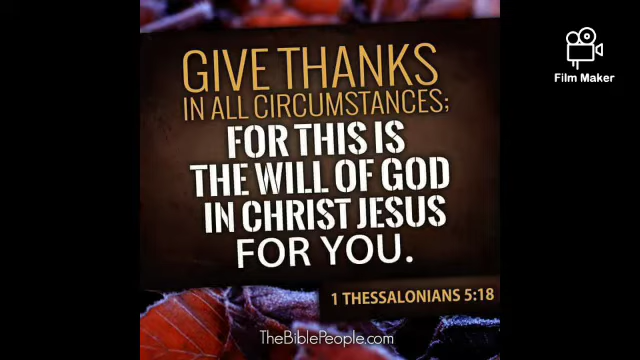 GIVE THANKS
IN ALL CIRCUMSTANCES;
FOR THIS IS
THE WILL OF GOD
IN CHRIST JESUS
FOR YOU.
1 THESSALONIANS 5:18
TheBiblePeople.com
Film Maker